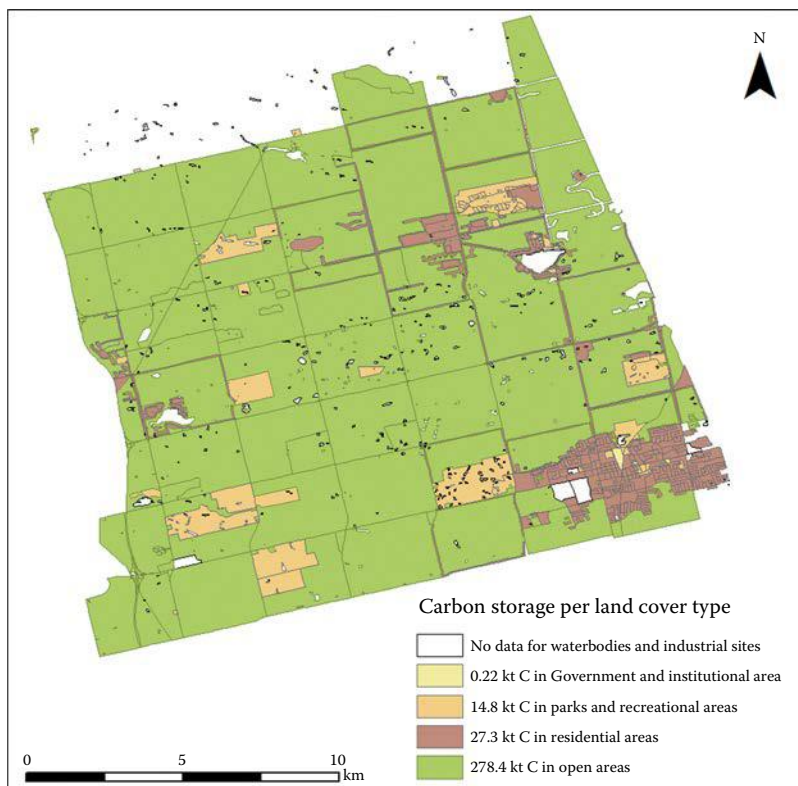 N
Carbon storage per land cover type
No data for waterbodies and industrial sites
0.22 kt C in Government and institutional area
14.8 kt C in parks and recreational areas
27.3 kt C in residential areas
278.4 kt C in open areas
0 5 10
km